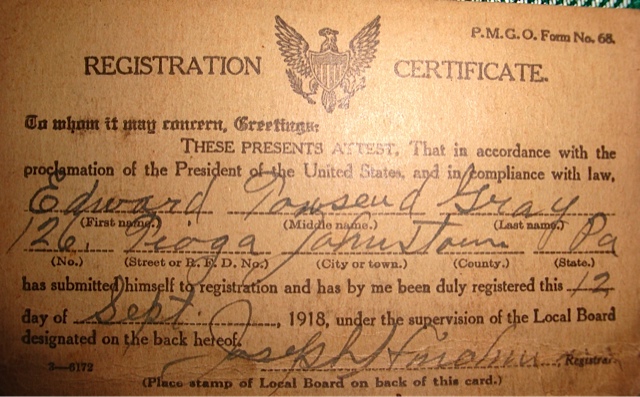 P.M.G.O. Form No. 68.
REGISTRATION CERTIFICATE.
To whom it may concern, Greetings:
THESE PRESENTS ATTEST, That in accordance with the
proclamation of the President of the United States, and in compliance with law,
Edward Townsend Gray
(First name.) (Middle name.) (Last name.)
126. Tioga Johnstown Pa
(No.) (Street or R. F. D. No.) (City or town.) (County.) (State.)
has submitted himself to registration and has by me been duly registered this 12
day of Sept. , 1918, under the supervision of the Local Board
designated on the back hereof.
Joseph Registrar
2—6172
(Place stamp of Local Board on back of this card.)